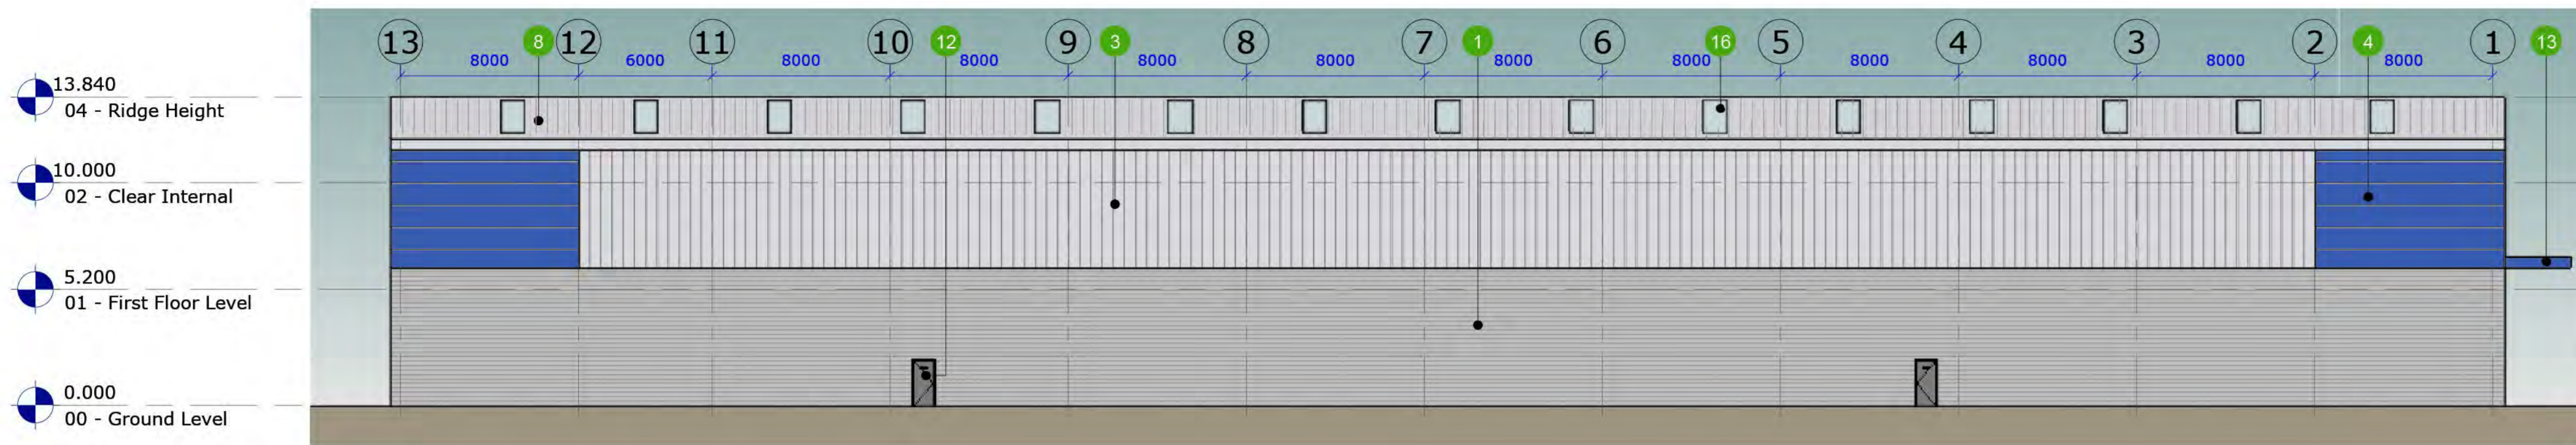 13 8 12 11 10 12 9 3 8 7 1 6 16 5 4 3 2 4 1 13
8000 6000 8000 8000 8000 8000 8000 8000 8000 8000 8000 8000
13.840
04 - Ridge Height
10.000
02 - Clear Internal
5.200
01 - First Floor Level
0.000
00 - Ground Level